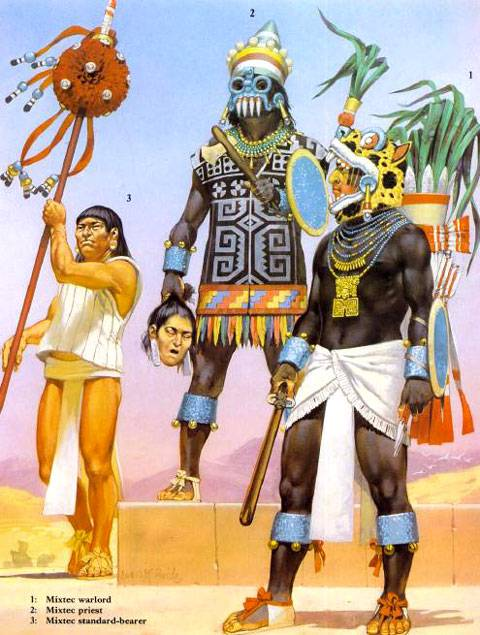 2
1
3
1: Mixtec warlord
2: Mixtec priest
3: Mixtec standard-bearer